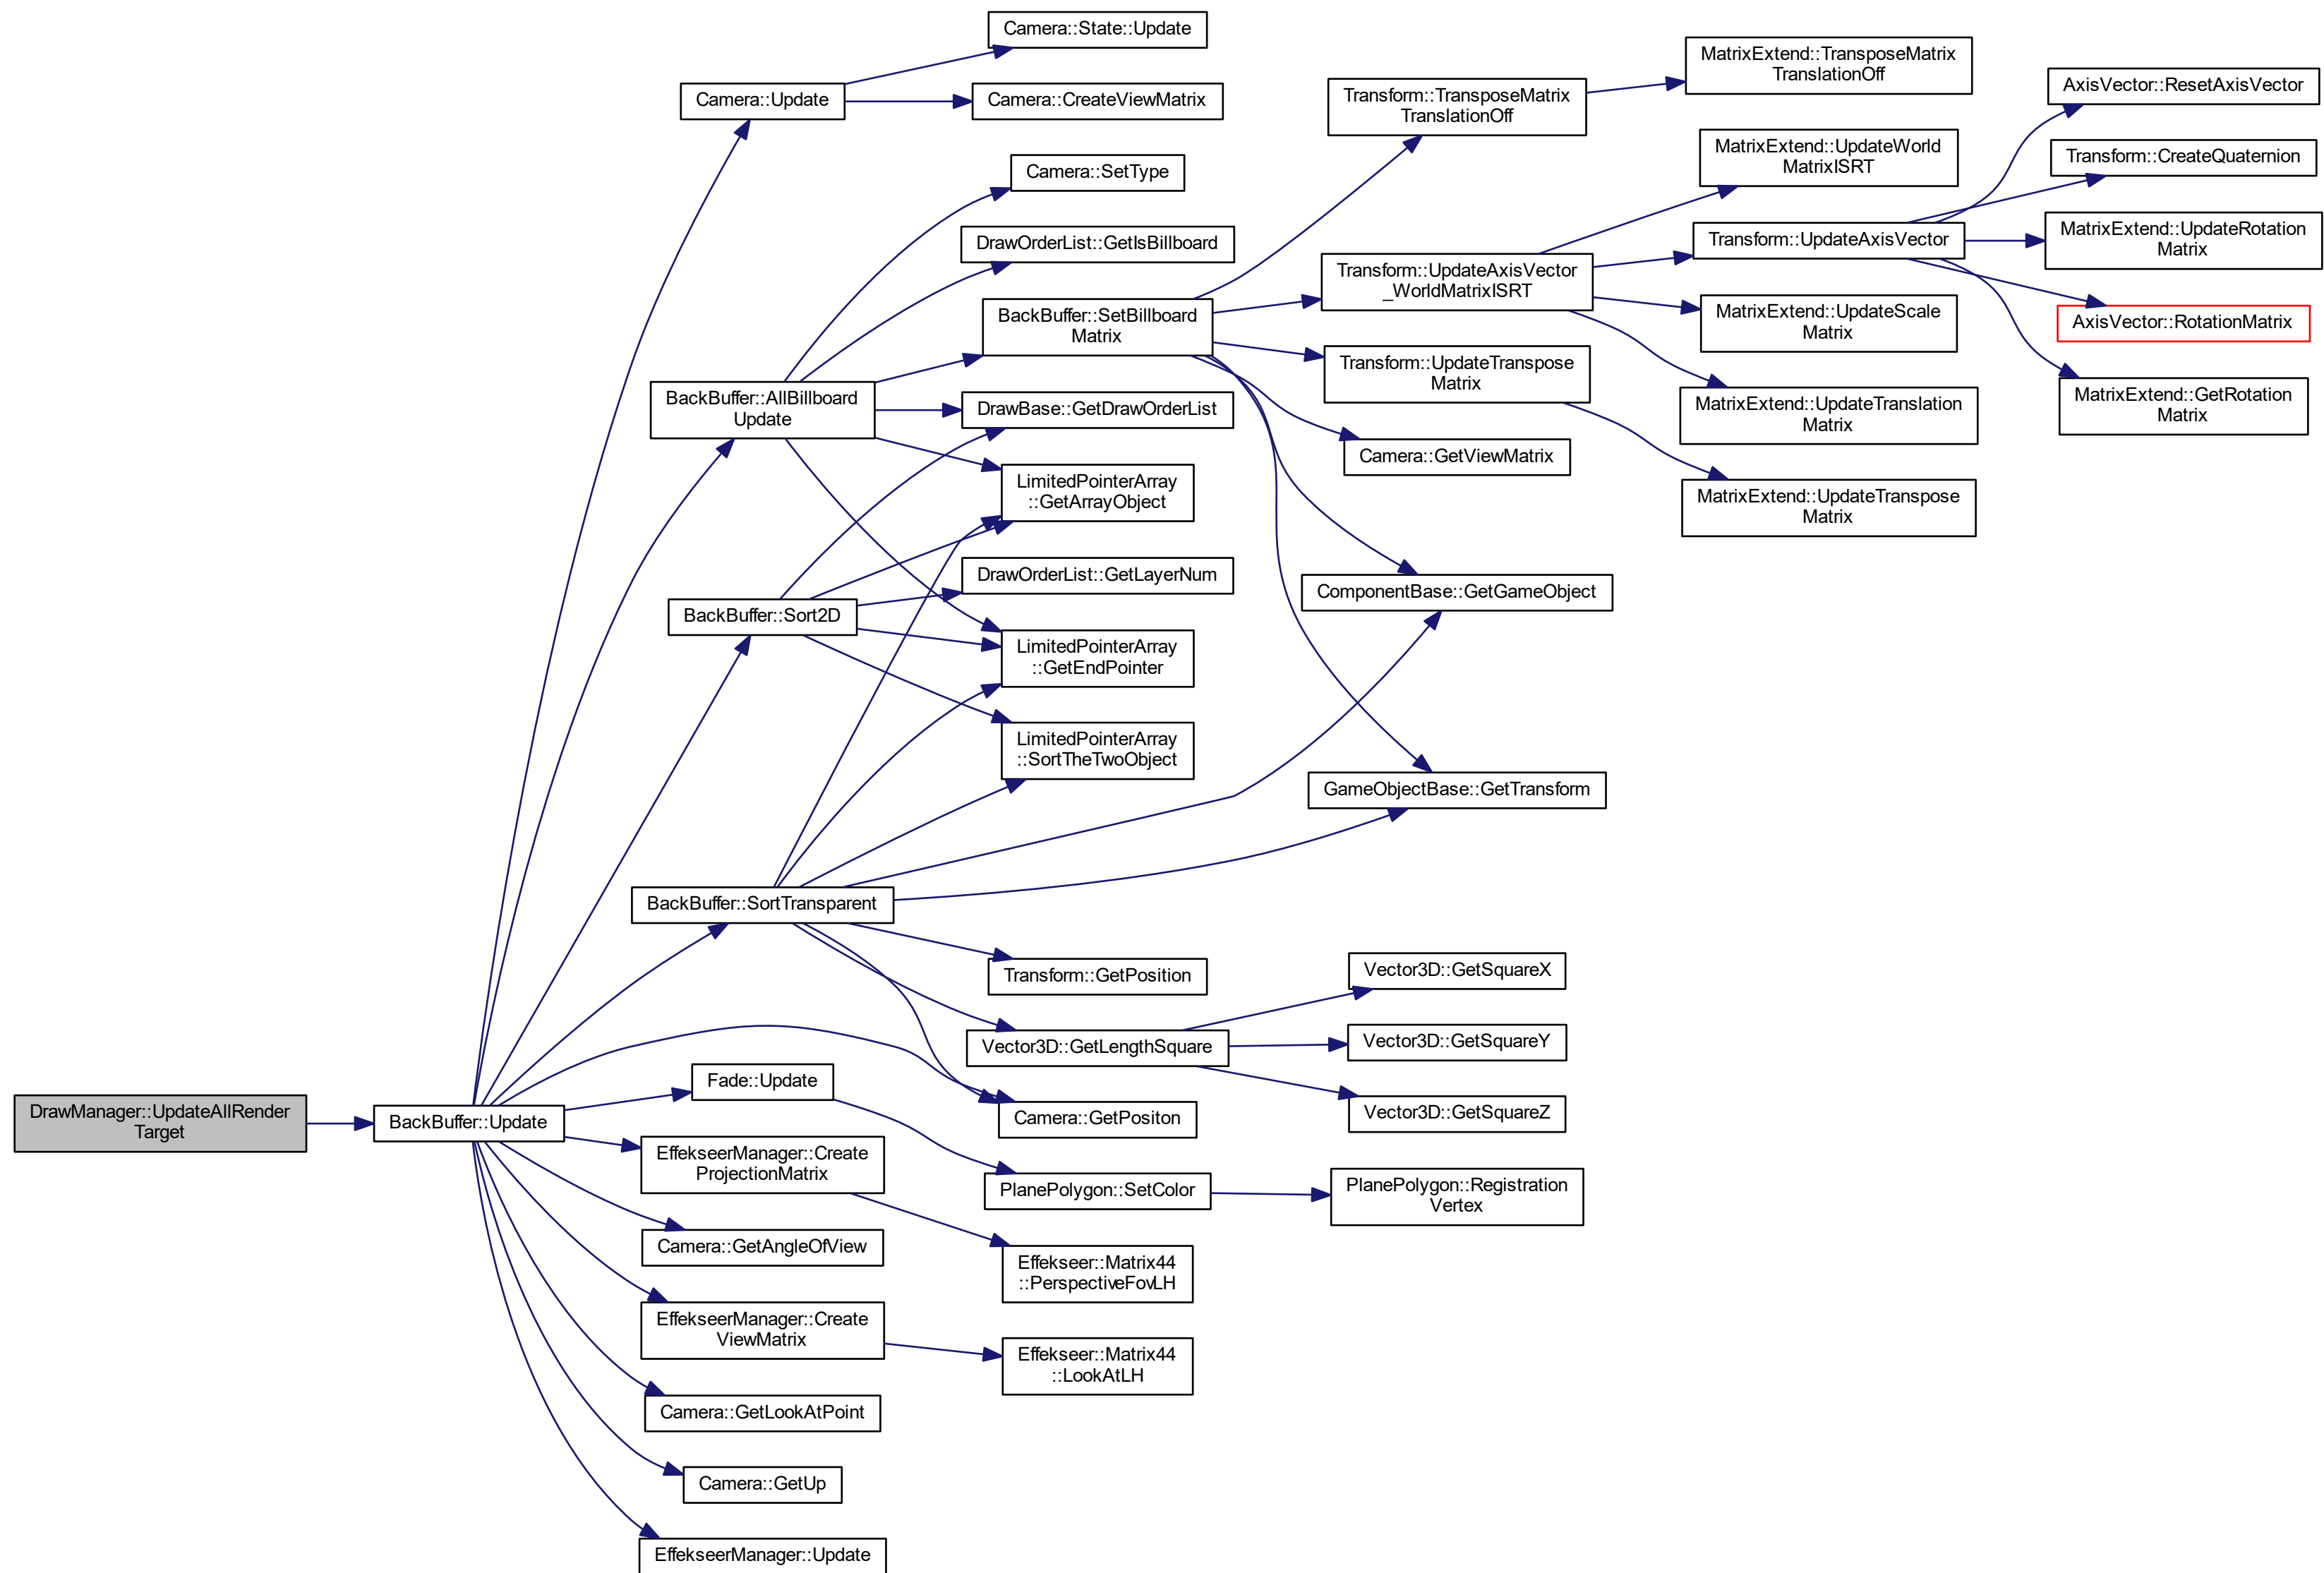 DrawManager::UpdateAllRender
Target
BackBuffer::Update
Camera::Update
BackBuffer::AllBillboard
Update
BackBuffer::Sort2D
BackBuffer::SortTransparent
Fade::Update
EffekseerManager::Create
ProjectionMatrix
Camera::GetAngleOfView
EffekseerManager::Create
ViewMatrix
Camera::GetLookAtPoint
Camera::GetUp
EffekseerManager::Update
Camera::State::Update
Camera::CreateViewMatrix
Camera::SetType
DrawOrderList::GetIsBillboard
BackBuffer::SetBillboard
Matrix
DrawBase::GetDrawOrderList
LimitedPointerArray
::GetArrayObject
DrawOrderList::GetLayerNum
LimitedPointerArray
::GetEndPointer
LimitedPointerArray
::SortTheTwoObject
Transform::GetPosition
Vector3D::GetLengthSquare
Camera::GetPositon
PlanePolygon::SetColor
Effekseer::Matrix44
::PerspectiveFovLH
Effekseer::Matrix44
::LookAtLH
Transform::TransposeMatrix
TranslationOff
Transform::UpdateAxisVector
_WorldMatrixISRT
Transform::UpdateTranspose
Matrix
Camera::GetViewMatrix
ComponentBase::GetGameObject
GameObjectBase::GetTransform
Vector3D::GetSquareX
Vector3D::GetSquareY
Vector3D::GetSquareZ
PlanePolygon::Registration
Vertex
MatrixExtend::TransposeMatrix
TranslationOff
MatrixExtend::UpdateWorld
MatrixISRT
Transform::UpdateAxisVector
MatrixExtend::UpdateScale
Matrix
MatrixExtend::UpdateTranslation
Matrix
MatrixExtend::UpdateTranspose
Matrix
AxisVector::ResetAxisVector
Transform::CreateQuaternion
MatrixExtend::UpdateRotation
Matrix
AxisVector::RotationMatrix
MatrixExtend::GetRotation
Matrix